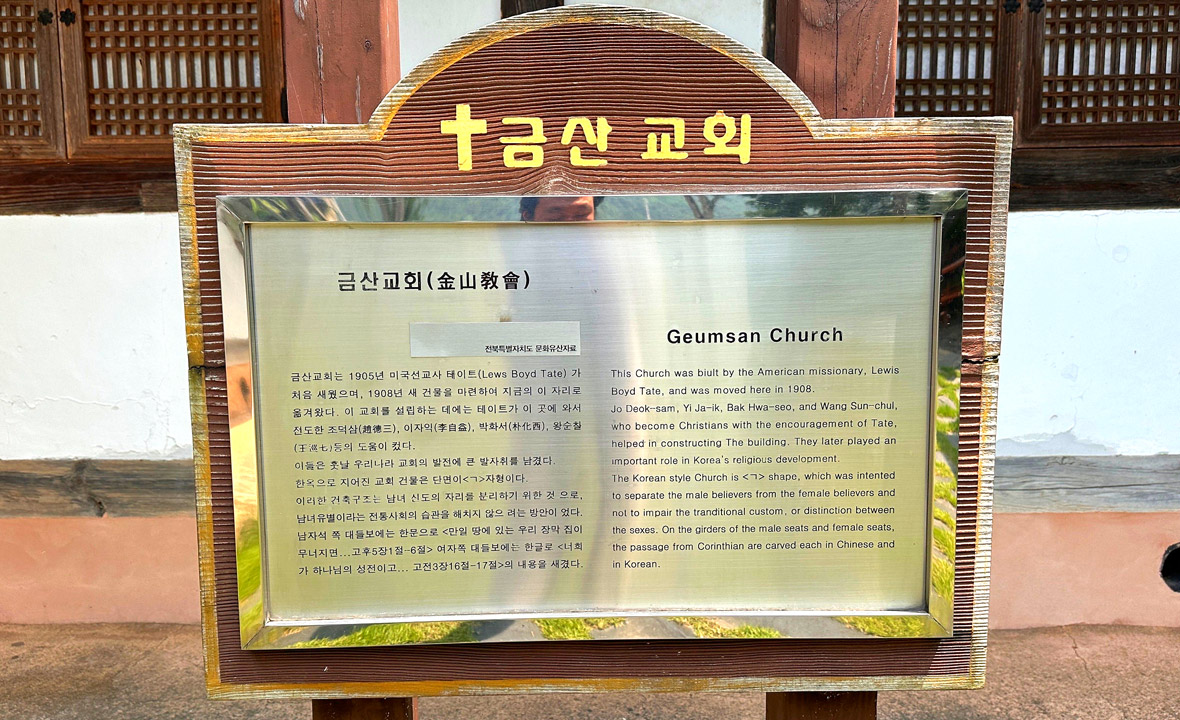 금산 교회
금산교회(金山敎會)
전북특별자치도 문화유산자료
금산교회는 1905년 미국선교사 테이트(Lews Boyd Tate) 가
처음 세웠으며, 1908년 새 건물을 마련하여 지금의 이 자리로
옮겨왔다. 이 교회를 설립하는 데에는 테이트가 이 곳에 와서
전도한 조덕삼(趙德三), 이자익(李自益), 박화서(朴化西), 왕순칠
(王巡七)등의 도움이 컸다.
이들은 훗날 우리나라 교회의 발전에 큰 발자취를 남겼다.
한옥으로 지어진 교회 건물은 단면이<ㄱ>자형이다.
이러한 건축구조는 남녀 신도의 자리를 분리하기 위한 것 으로,
남녀유별이라는 전통사회의 습관을 해치지 않으 려는 방안이 었다.
남자석 쪽 대들보에는 한문으로 <만일 땅에 있는 우리 장막 집이
무너지면...고후5장1절-6절> 여자쪽 대들보에는 한글로 <너희
가 하나님의 성전이고... 고전3장16절-17절>의 내용을 새겼다.
Geumsan Church
This Church was biult by the American missionary, Lewis
Boyd Tate, and was moved here in 1908.
Jo Deok-sam, Yi Ja-ik, Bak Hwa-seo, and Wang Sun-chul,
who become Christians with the encouragement of Tate,
helped in constructing The building. They later played an
important role in Korea's religious development.
The Korean style Church is <ㄱ> shape, which was intented
to separate the male believers from the female believers and
not to impair the tranditional custom, or distinction between
the sexes. On the girders of the male seats and female seats,
the passage from Corinthian are carved each in Chinese and
in Korean.